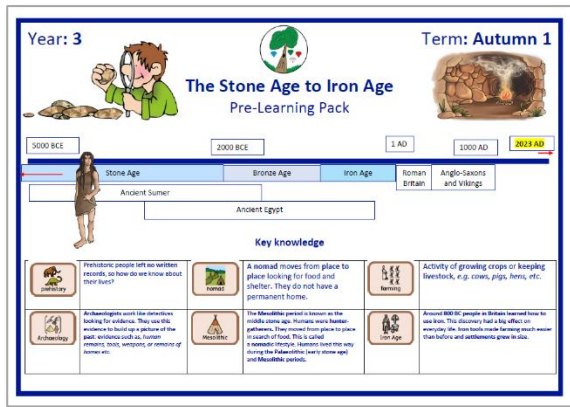 Year: 3
Term: Autumn 1
The Stone Age to Iron Age
Pre-Learning Pack
5000 BCE
2000 BCE
1 AD
1000 AD
2023 AD
Stone Age
Bronze Age
Iron Age
Roman
Britain
Anglo-Saxons
and Vikings
Ancient Sumer
Ancient Egypt
Key knowledge
prehistory
Prehistoric people left no written
records, so how do we know about
their lives?
nomad
A nomad moves from place to
place looking for food and
shelter. They do not have a
permanent home.
farming
Activity of growing crops or keeping
livestock, e.g. cows, pigs, hens, etc.
Archaeology
Archaeologists work like detectives
looking for evidence. They use this
evidence to build up a picture of the
past: evidence such as, human
remains, tools, weapons, or remains of
homes etc.
Mesolithic
The Mesolithic period is known as the
middle stone age. Humans were hunter-
gatherers. They moved from place to place
in search of food. This is called
a nomadic lifestyle. Humans lived this way
during the Palaeolithic (early stone age)
and Mesolithic periods.
Iron Age
Around 800 BC people in Britain learned how to
use iron. This discovery had a big effect on
everyday life. Iron tools made farming much easier
than before and settlements grew in size.